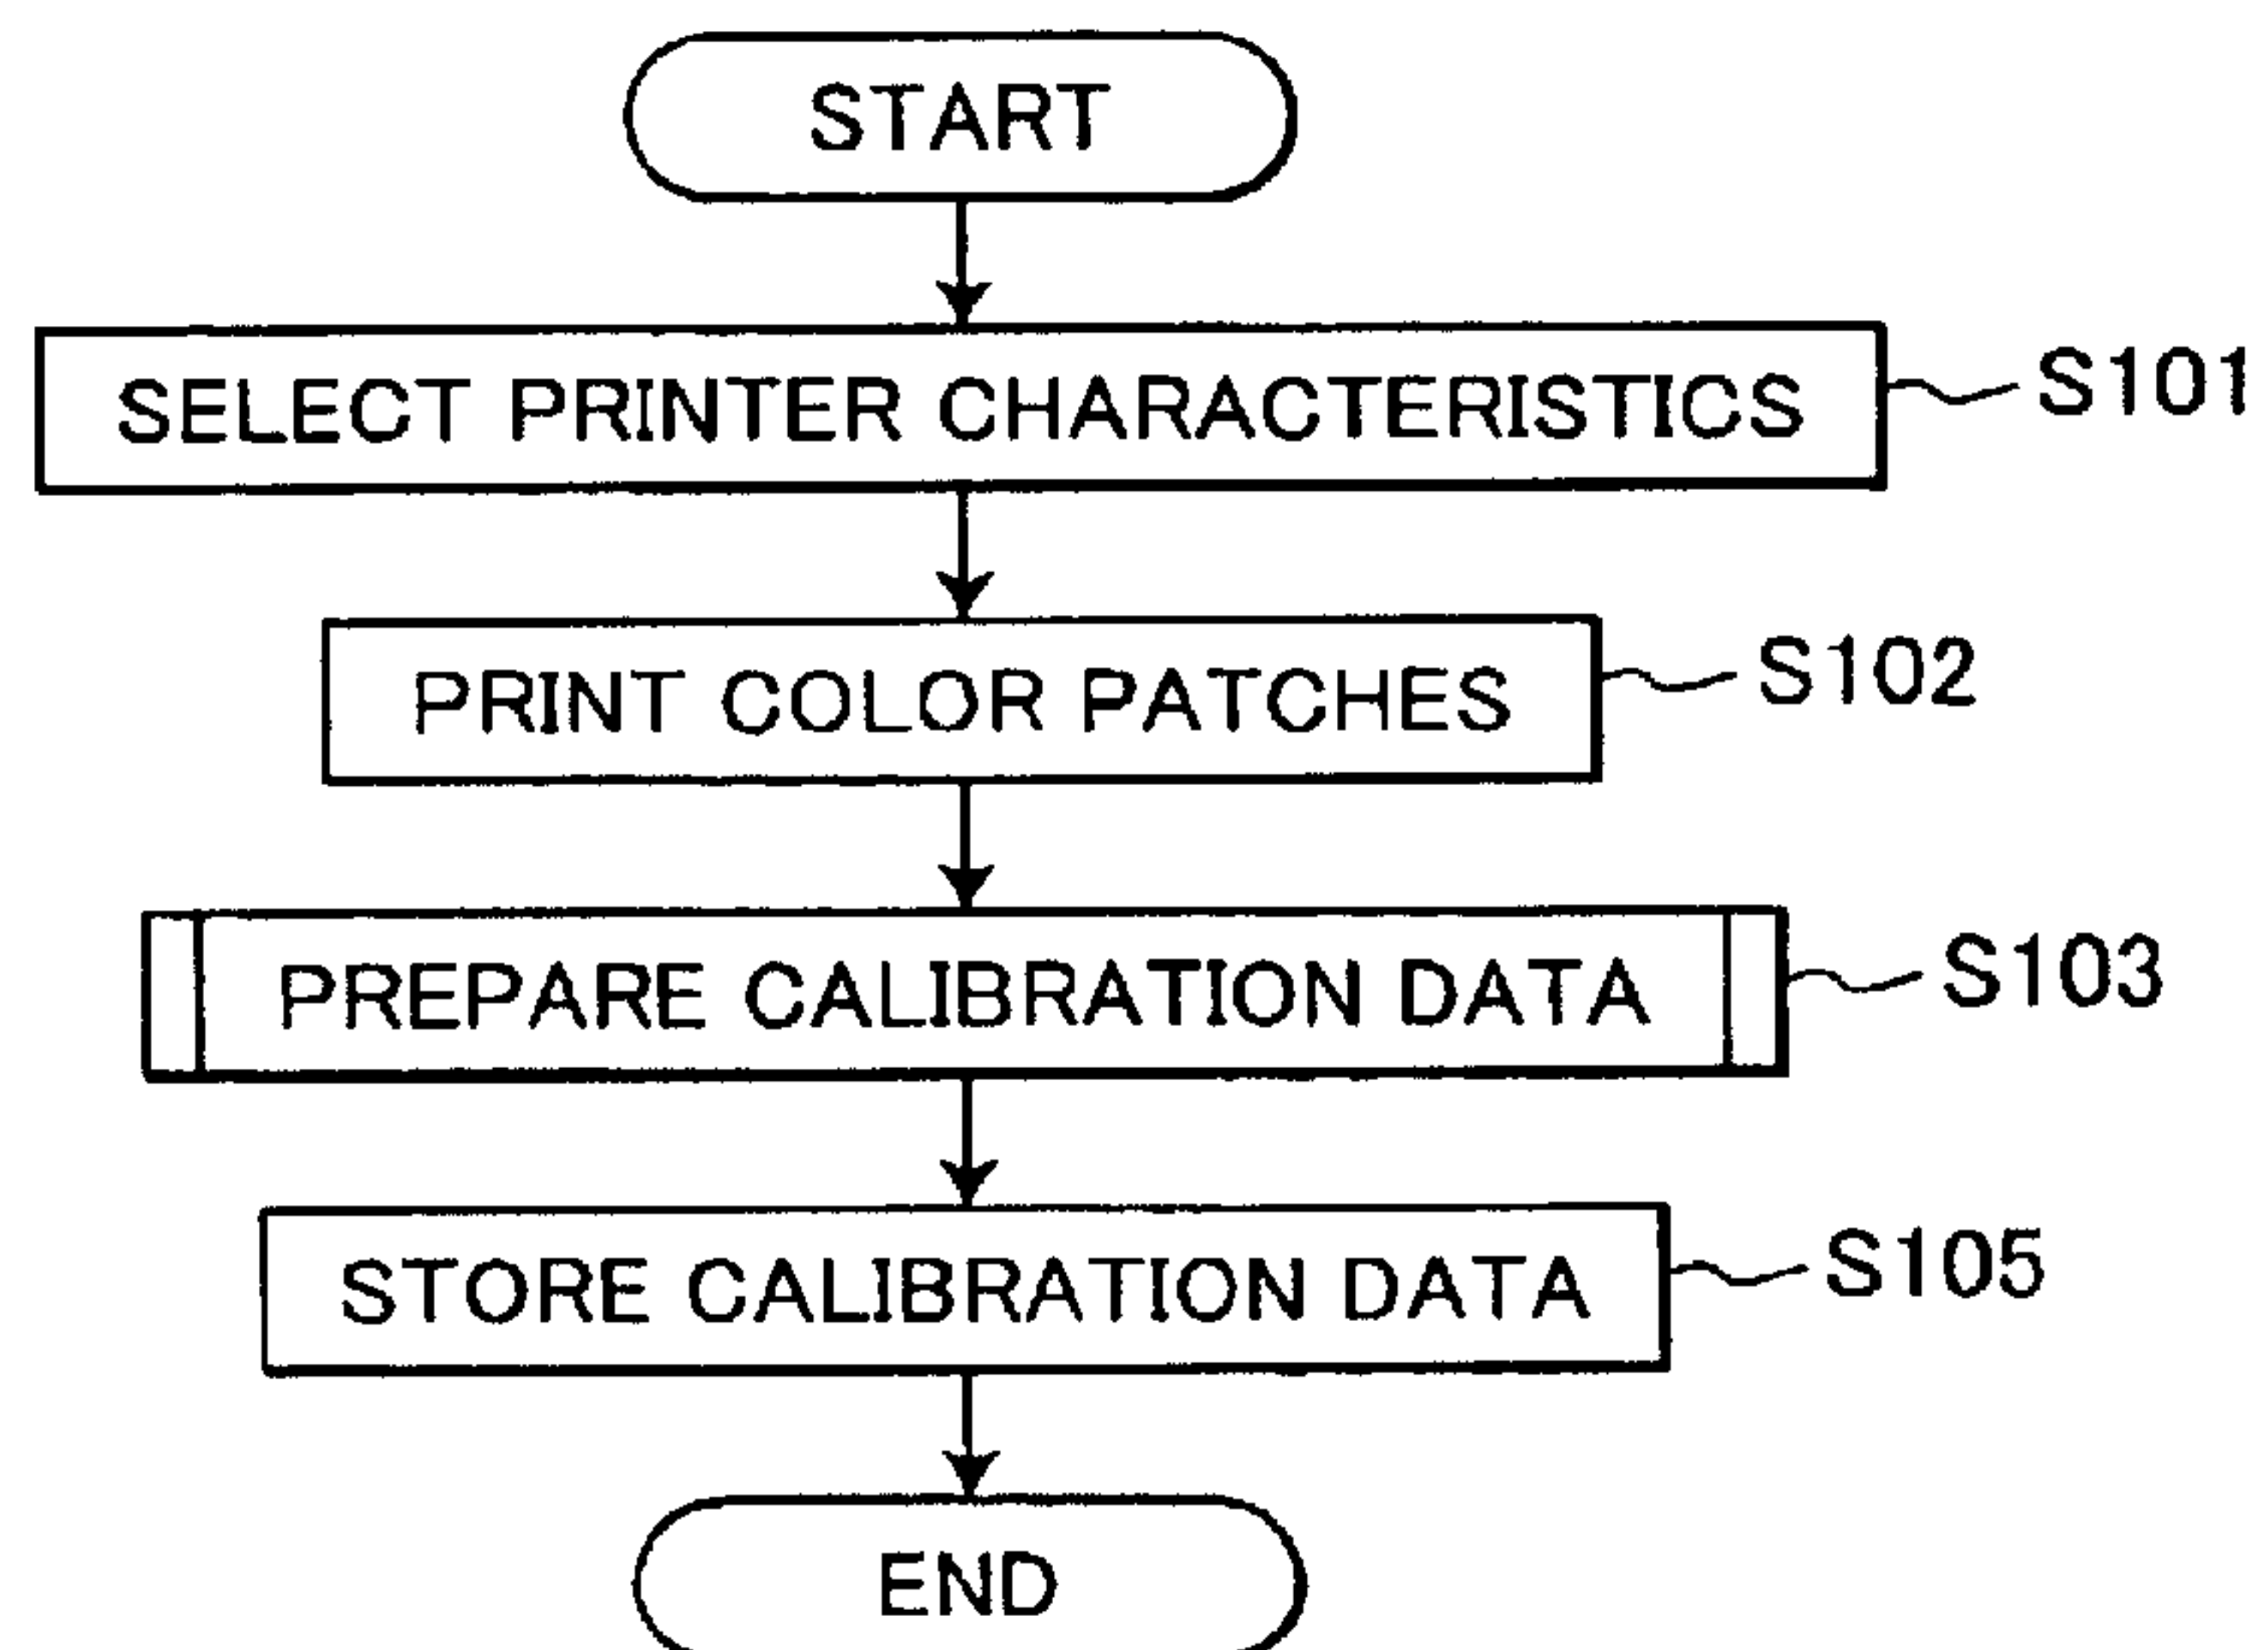 START
SELECT PRINTER CHARACTERISTICS S101
PRINT COLOR PATCHES S102
PREPARE CALIBRATION DATA S103
STORE CALIBRATION DATA S105
END